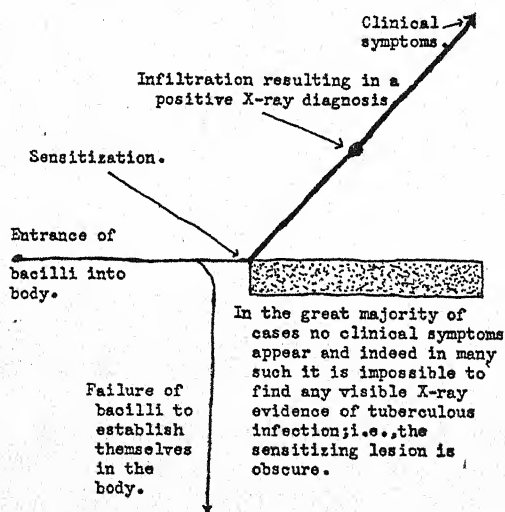 Clinical
symptoms.
Infiltration resulting in a
positive X-ray diagnosis
Sensitization.
Entrance of
bacilli into
body.
In the great majority of
cases no clinical symptoms
appear and indeed in many
such it is impossible to
find any visible X-ray
evidence of tuberculous
infection;i.e.,the
sensitizing lesion is
obscure.
Failure of
bacilli to
establish
themselves
in the
body.